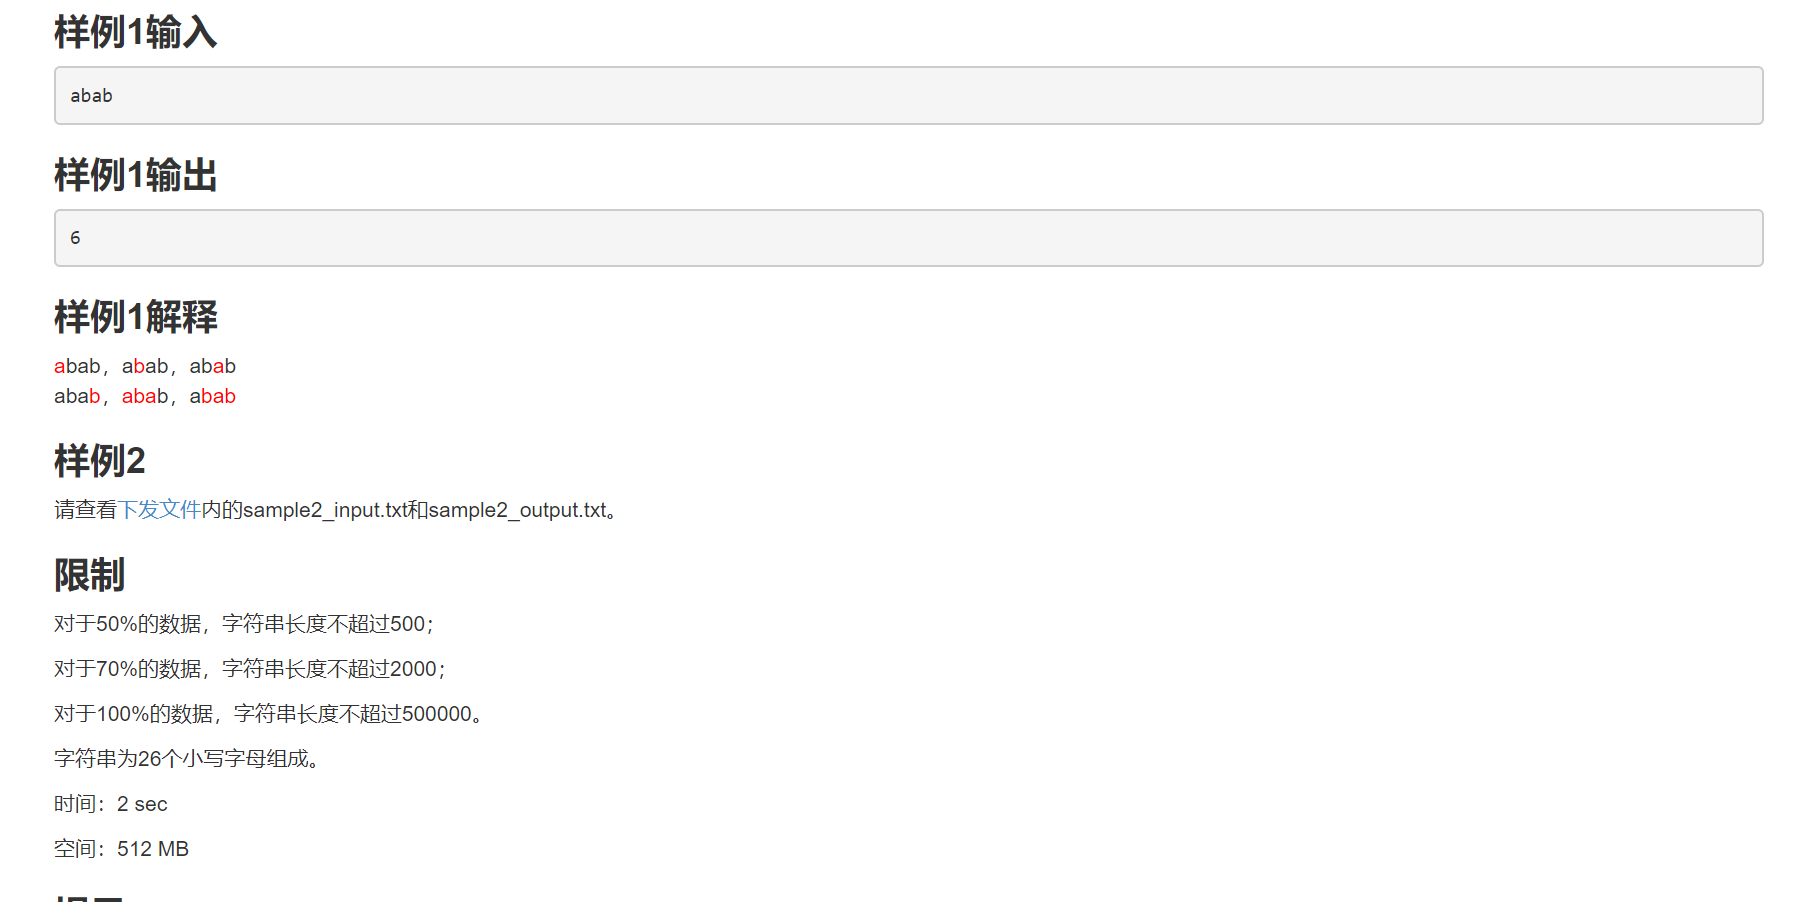 样例1输入
abab
样例1输出
6
样例1解释
abab，abab，abab
abab，abab，abab
样例2
请查看下发文件内的sample2_input.txt和sample2_output.txt。
限制
对于50%的数据，字符串长度不超过500；
对于70%的数据，字符串长度不超过2000；
对于100%的数据，字符串长度不超过500000。
字符串为26个小写字母组成。
时间：2 sec
空间：512 MB